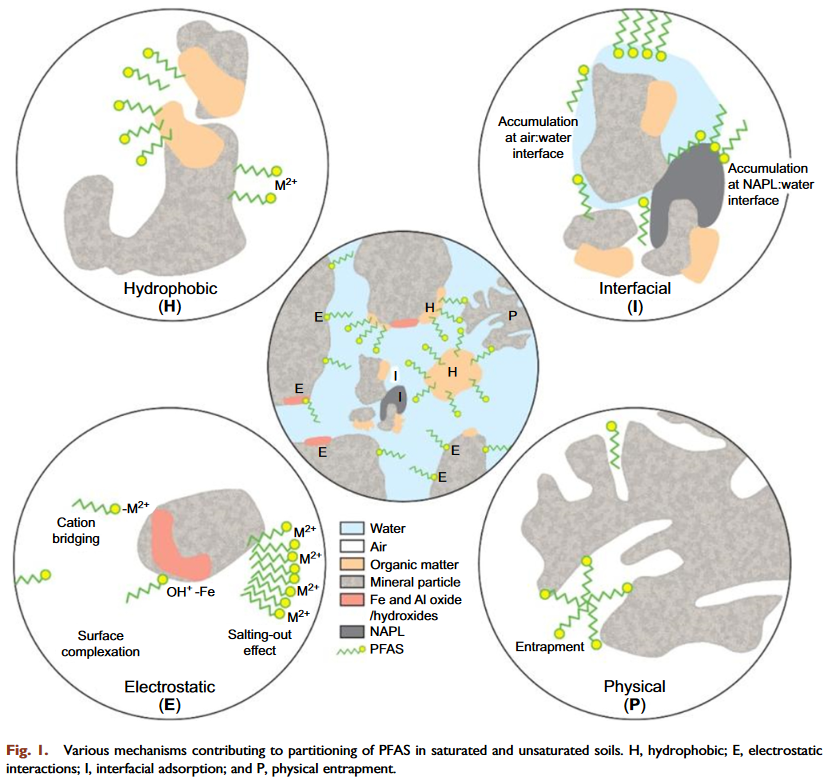 M²⁺
Hydrophobic
(H)
Accumulation
at air:water
interface
Accumulation
at NAPL:water
interface
Interfacial
(I)
E
H
P
I
H
E
I
E
E
E
-M²⁺
Cation
bridging
OH⁺ -Fe
Surface
complexation
M²⁺
M²⁺
M²⁺
M²⁺
Salting-out
effect
Electrostatic
(E)
Water
Air
Organic matter
Mineral particle
Fe and Al oxide
/hydroxides
NAPL
PFAS
Entrapment
Physical
(P)
Fig. 1. Various mechanisms contributing to partitioning of PFAS in saturated and unsaturated soils. H, hydrophobic; E, electrostatic
interactions; I, interfacial adsorption; and P, physical entrapment.